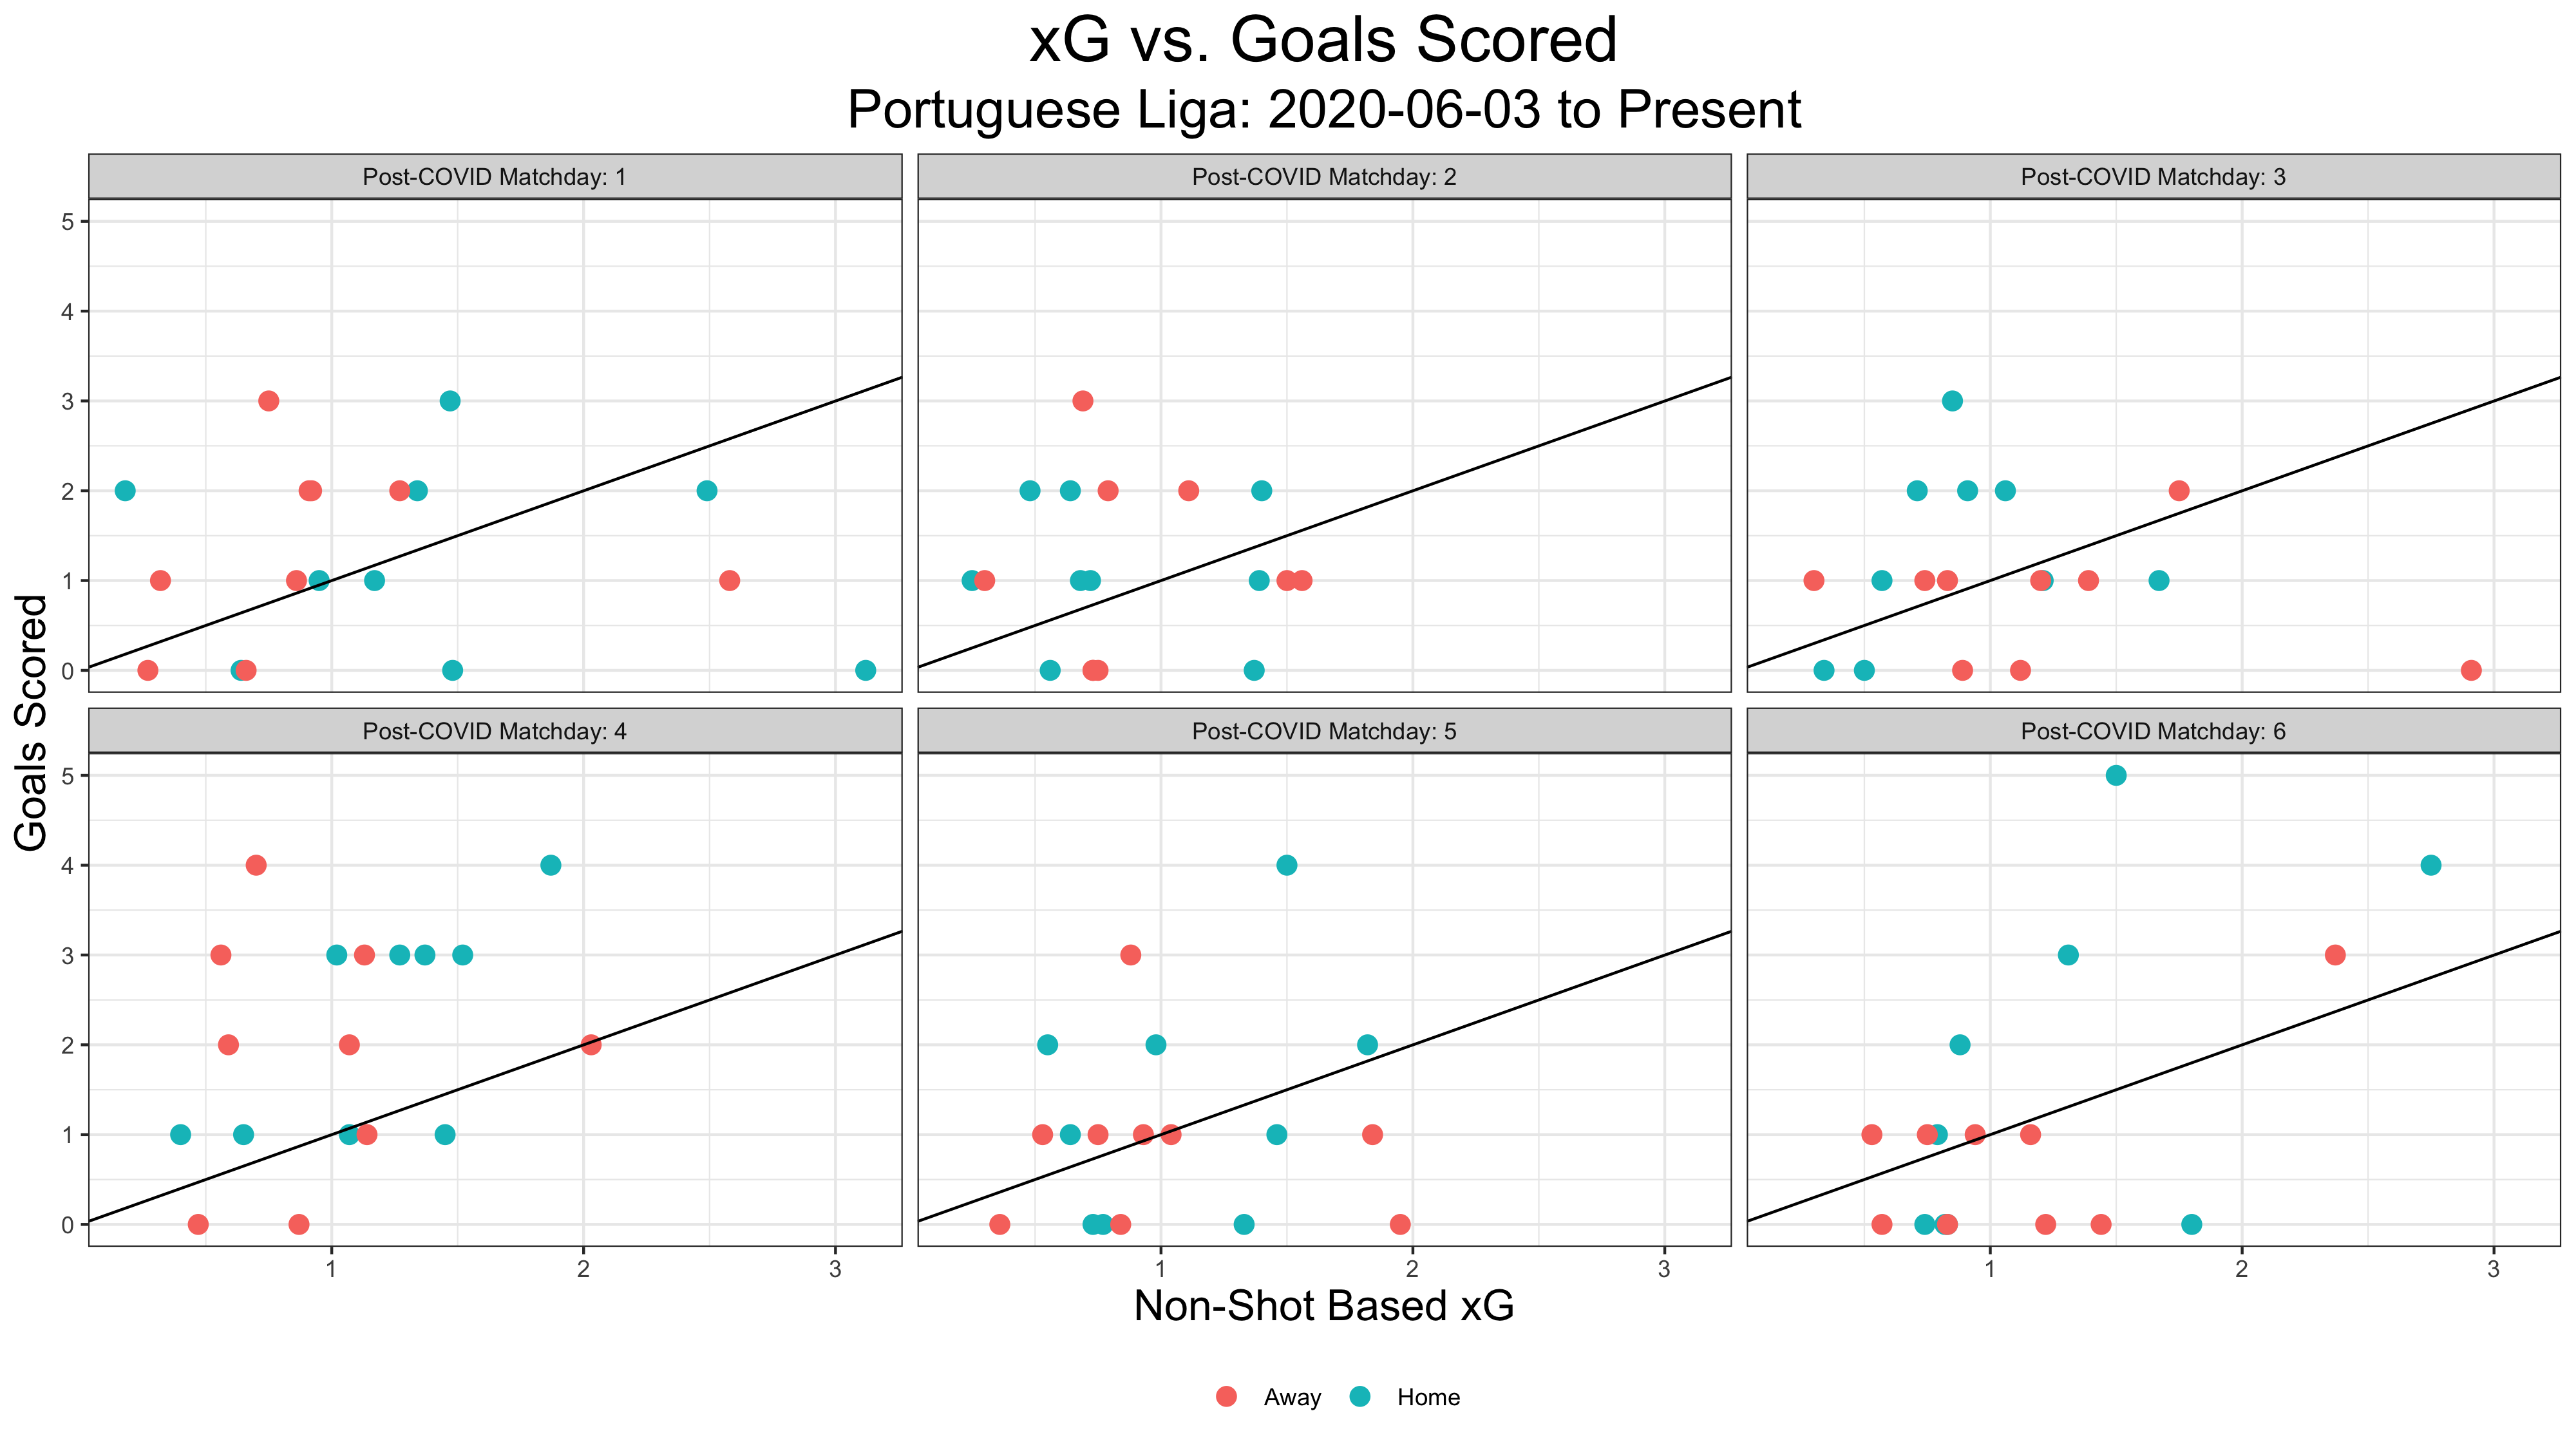 xG vs. Goals Scored
Portuguese Liga: 2020-06-03 to Present
Post-COVID Matchday: 1
Post-COVID Matchday: 2
Post-COVID Matchday: 3
5
4
3
2
1
0
Post-COVID Matchday: 4
Post-COVID Matchday: 5
Post-COVID Matchday: 6
5
4
3
2
1
0
Goals Scored
1 2 3 1 2 3 1 2 3
Non-Shot Based xG
Away Home